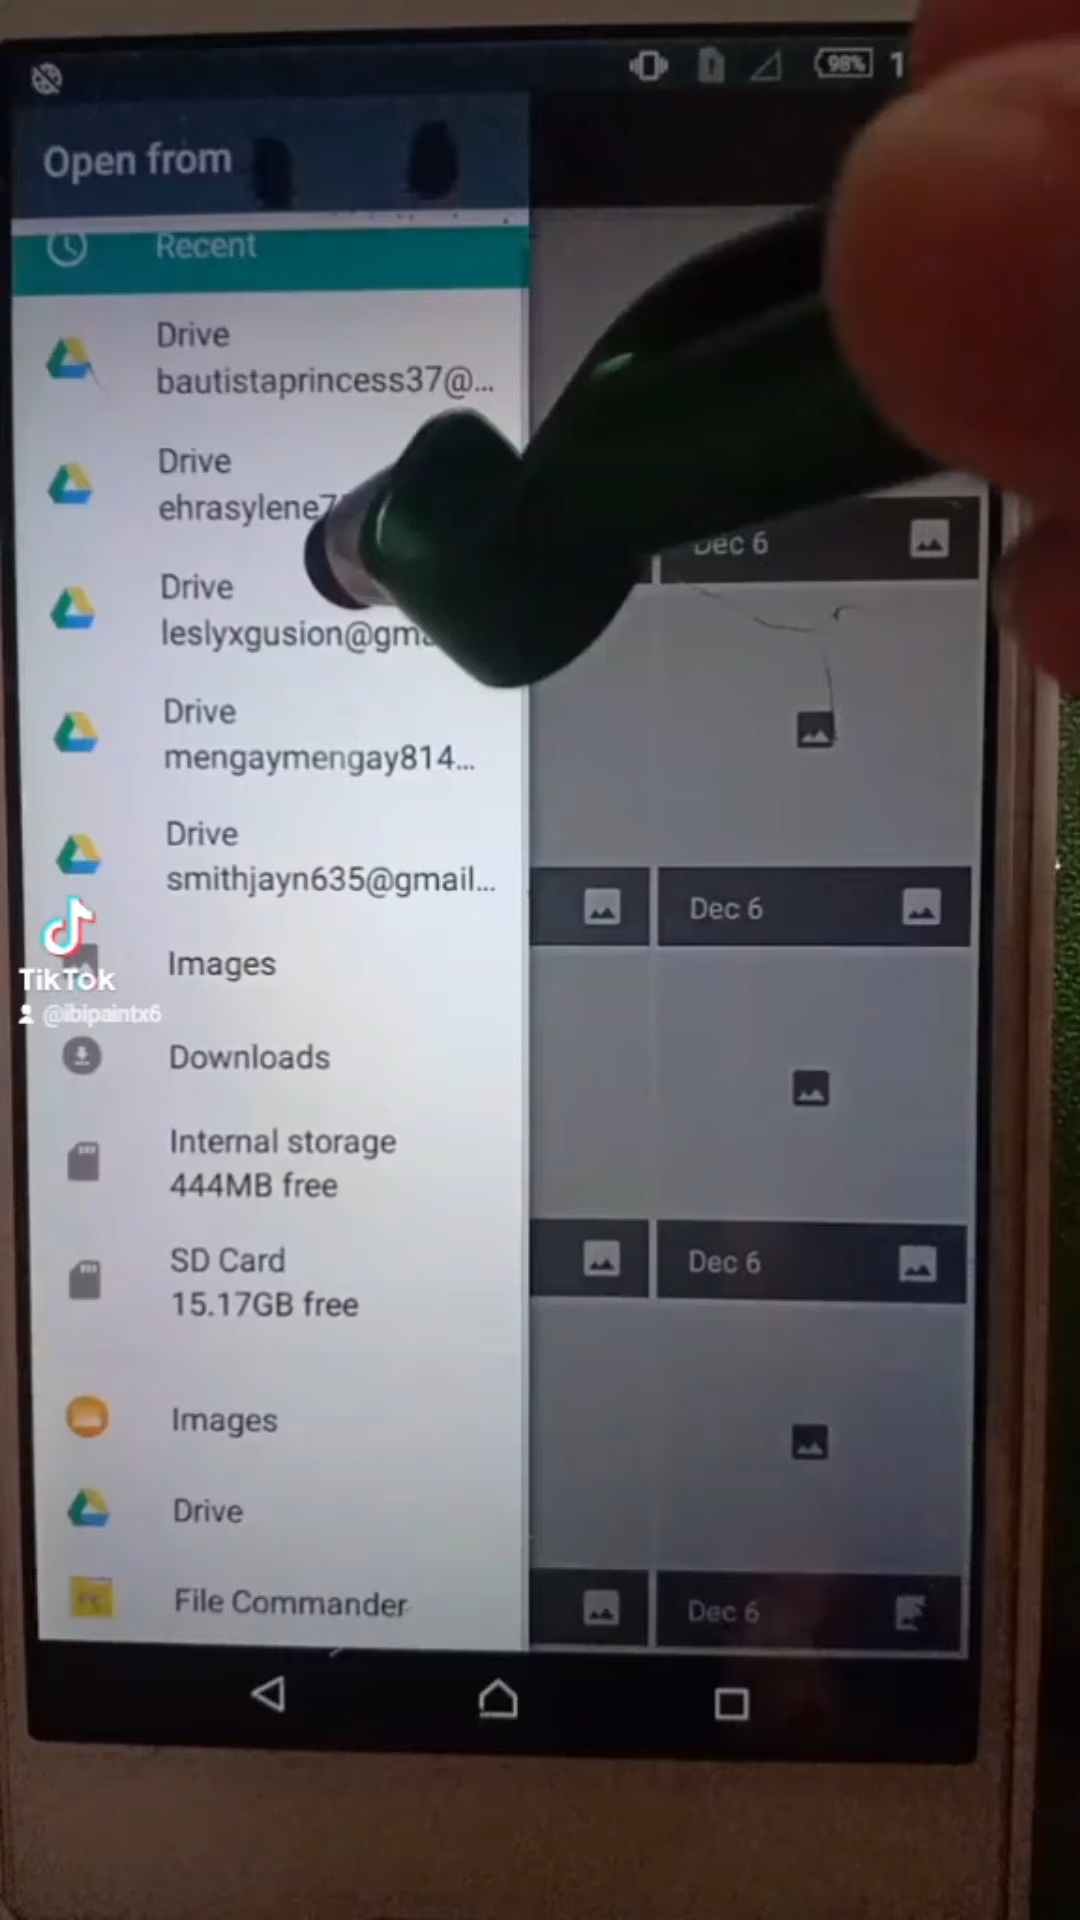 98%
Open from
Recent
Drive
bautistaprincess37@...
Drive
Drive
Dec 6
Drive
mengaymengay814...
Drive
smithjayn635@gmail...
Dec 6
Images
TikTok
@ibipaintx6
Downloads
Internal storage
444MB free
SD Card
15.17GB free
Dec 6
Images
Drive
File Commander
Dec 6